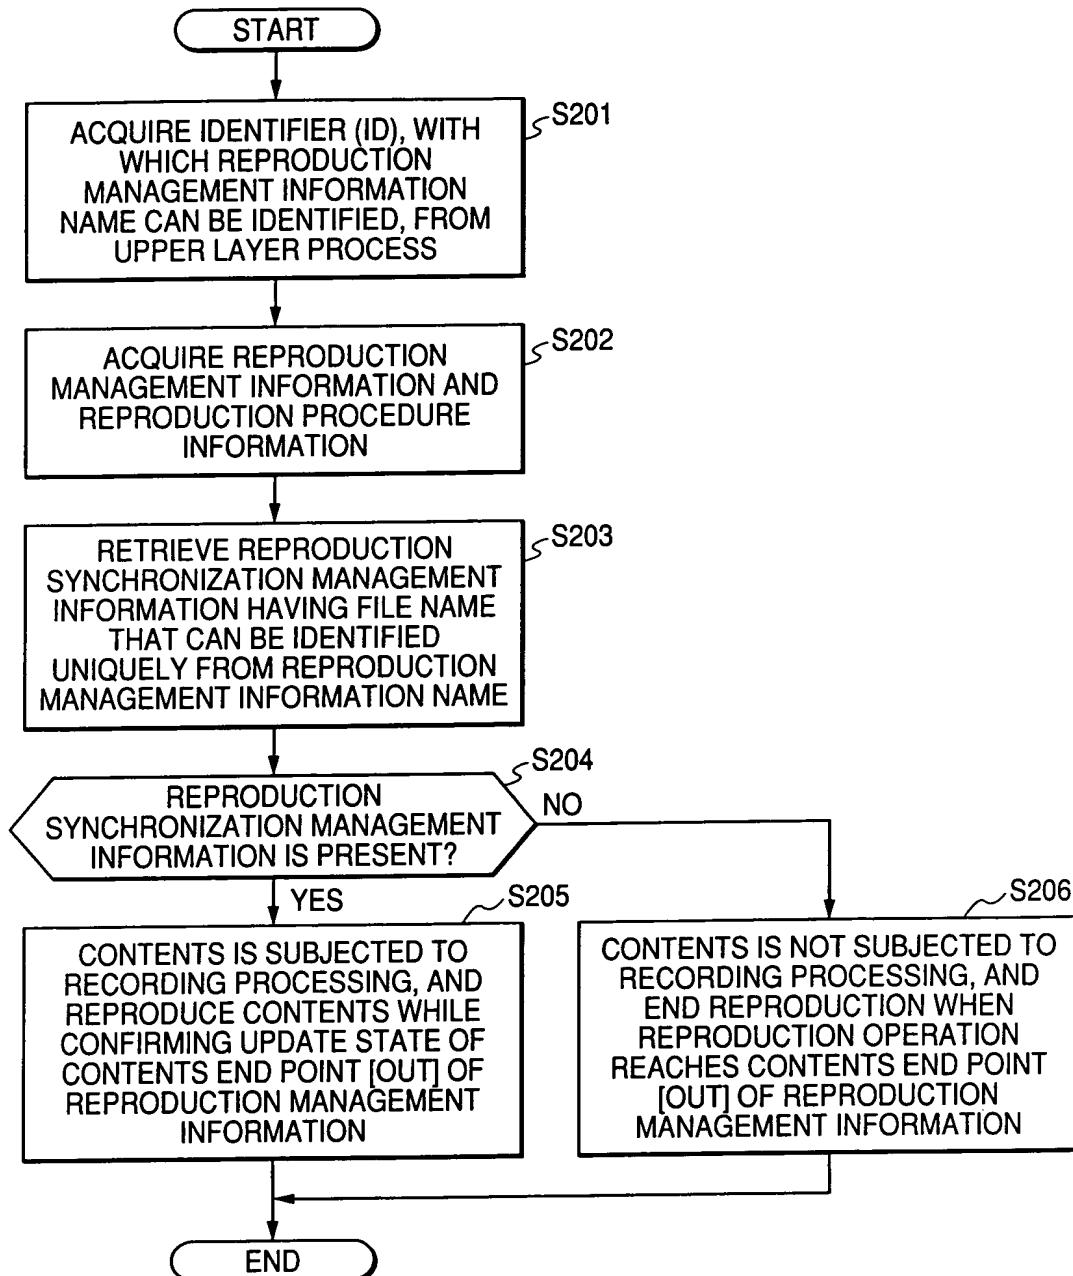 START
S201
ACQUIRE IDENTIFIER (ID), WITH
WHICH REPRODUCTION
MANAGEMENT INFORMATION
NAME CAN BE IDENTIFIED, FROM
UPPER LAYER PROCESS
S202
ACQUIRE REPRODUCTION
MANAGEMENT INFORMATION AND
REPRODUCTION PROCEDURE
INFORMATION
S203
RETRIEVE REPRODUCTION
SYNCHRONIZATION MANAGEMENT
INFORMATION HAVING FILE NAME
THAT CAN BE IDENTIFIED
UNIQUELY FROM REPRODUCTION
MANAGEMENT INFORMATION NAME
S204
REPRODUCTION
SYNCHRONIZATION MANAGEMENT
INFORMATION IS PRESENT?
NO
YES
S205
CONTENTS IS SUBJECTED TO
RECORDING PROCESSING, AND
REPRODUCE CONTENTS WHILE
CONFIRMING UPDATE STATE OF
CONTENTS END POINT [OUT] OF
REPRODUCTION MANAGEMENT
INFORMATION
S206
CONTENTS IS NOT SUBJECTED TO
RECORDING PROCESSING, AND
END REPRODUCTION WHEN
REPRODUCTION OPERATION
REACHES CONTENTS END POINT
[OUT] OF REPRODUCTION
MANAGEMENT INFORMATION
END